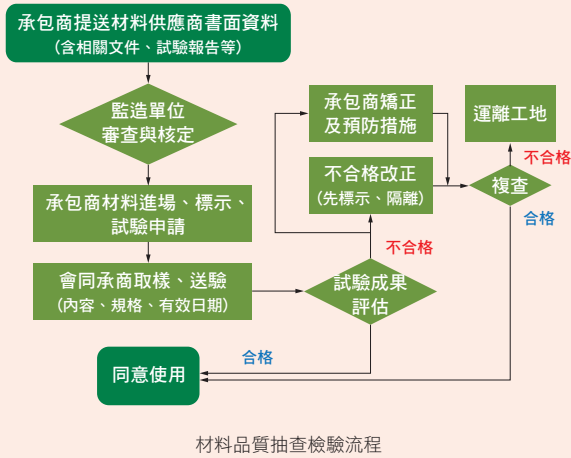 承包商提送材料供應商書面資料
(含相關文件、試驗報告等)
監造單位
審查與核定
承包商材料進場、標示、
試驗申請
會同承商取樣、送驗
(內容、規格、有效日期)
試驗成果
評估
不合格
不合格改正
(先標示、隔離)
承包商矯正
及預防措施
複查
不合格
運離工地
合格
合格
同意使用
材料品質抽查檢驗流程